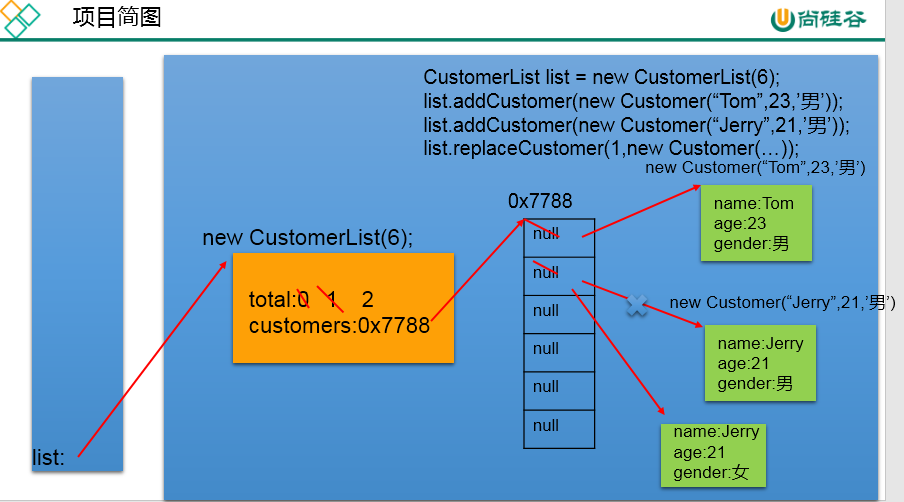 项目简图
尚硅谷
CustomerList list = new CustomerList(6);
list.addCustomer(new Customer(“Tom”,23,’男’));
list.addCustomer(new Customer(“Jerry”,21,’男’));
list.replaceCustomer(1,new Customer(…));
new Customer(“Tom”,23,’男’)
0x7788
name:Tom
age:23
gender:男
new CustomerList(6);
null
null
null
null
null
null
total:0 1 2
customers:0x7788
new Customer(“Jerry”,21,’男’)
name:Jerry
age:21
gender:男
name:Jerry
age:21
gender:女
list: